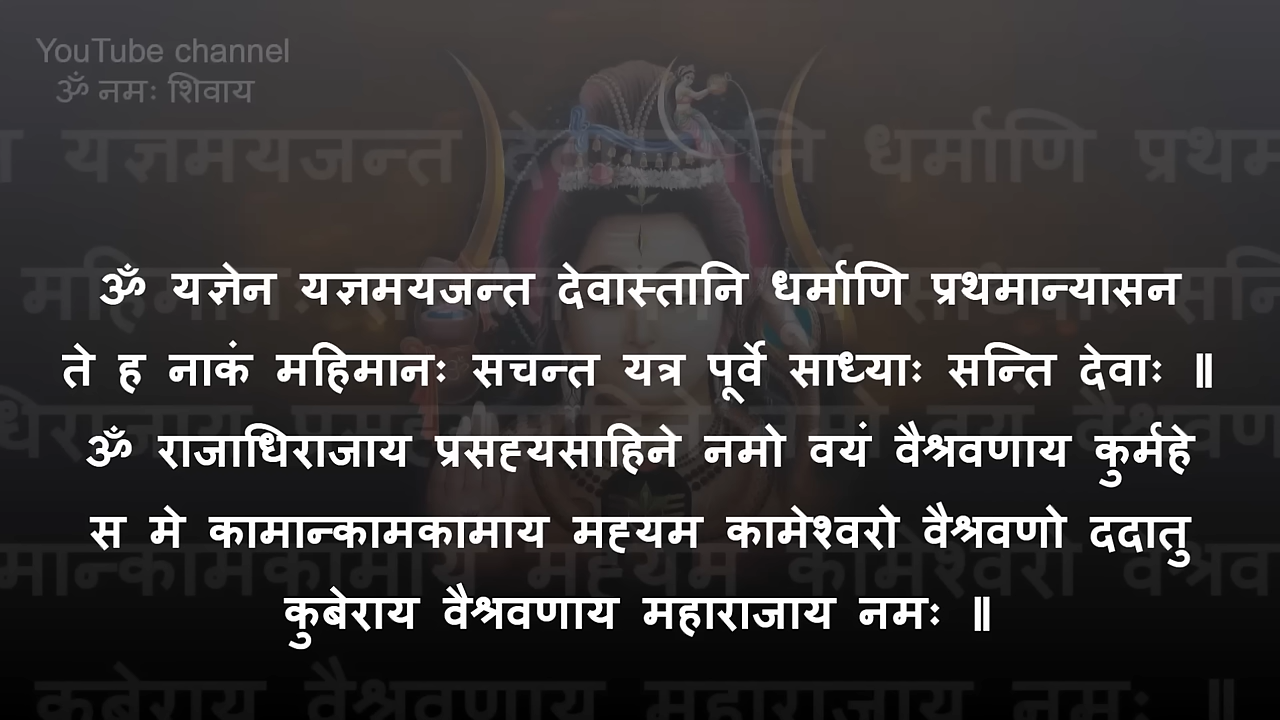 YouTube channel
ॐ नमः शिवाय
ॐ यज्ञेन यज्ञमयजन्त देवास्तानि धर्माणि प्रथमान्यासन
ते ह नाकं महिमानः सचन्त यत्र पूर्वे साध्याः सन्ति देवाः ॥
ॐ राजाधिराजाय प्रसह्यसाहिने नमो वयं वैश्रवणाय कुर्महे
स मे कामान्कामकामाय मह्यम कामेश्वरो वैश्रवणो ददातु
कुबेराय वैश्रवणाय महाराजाय नमः ॥